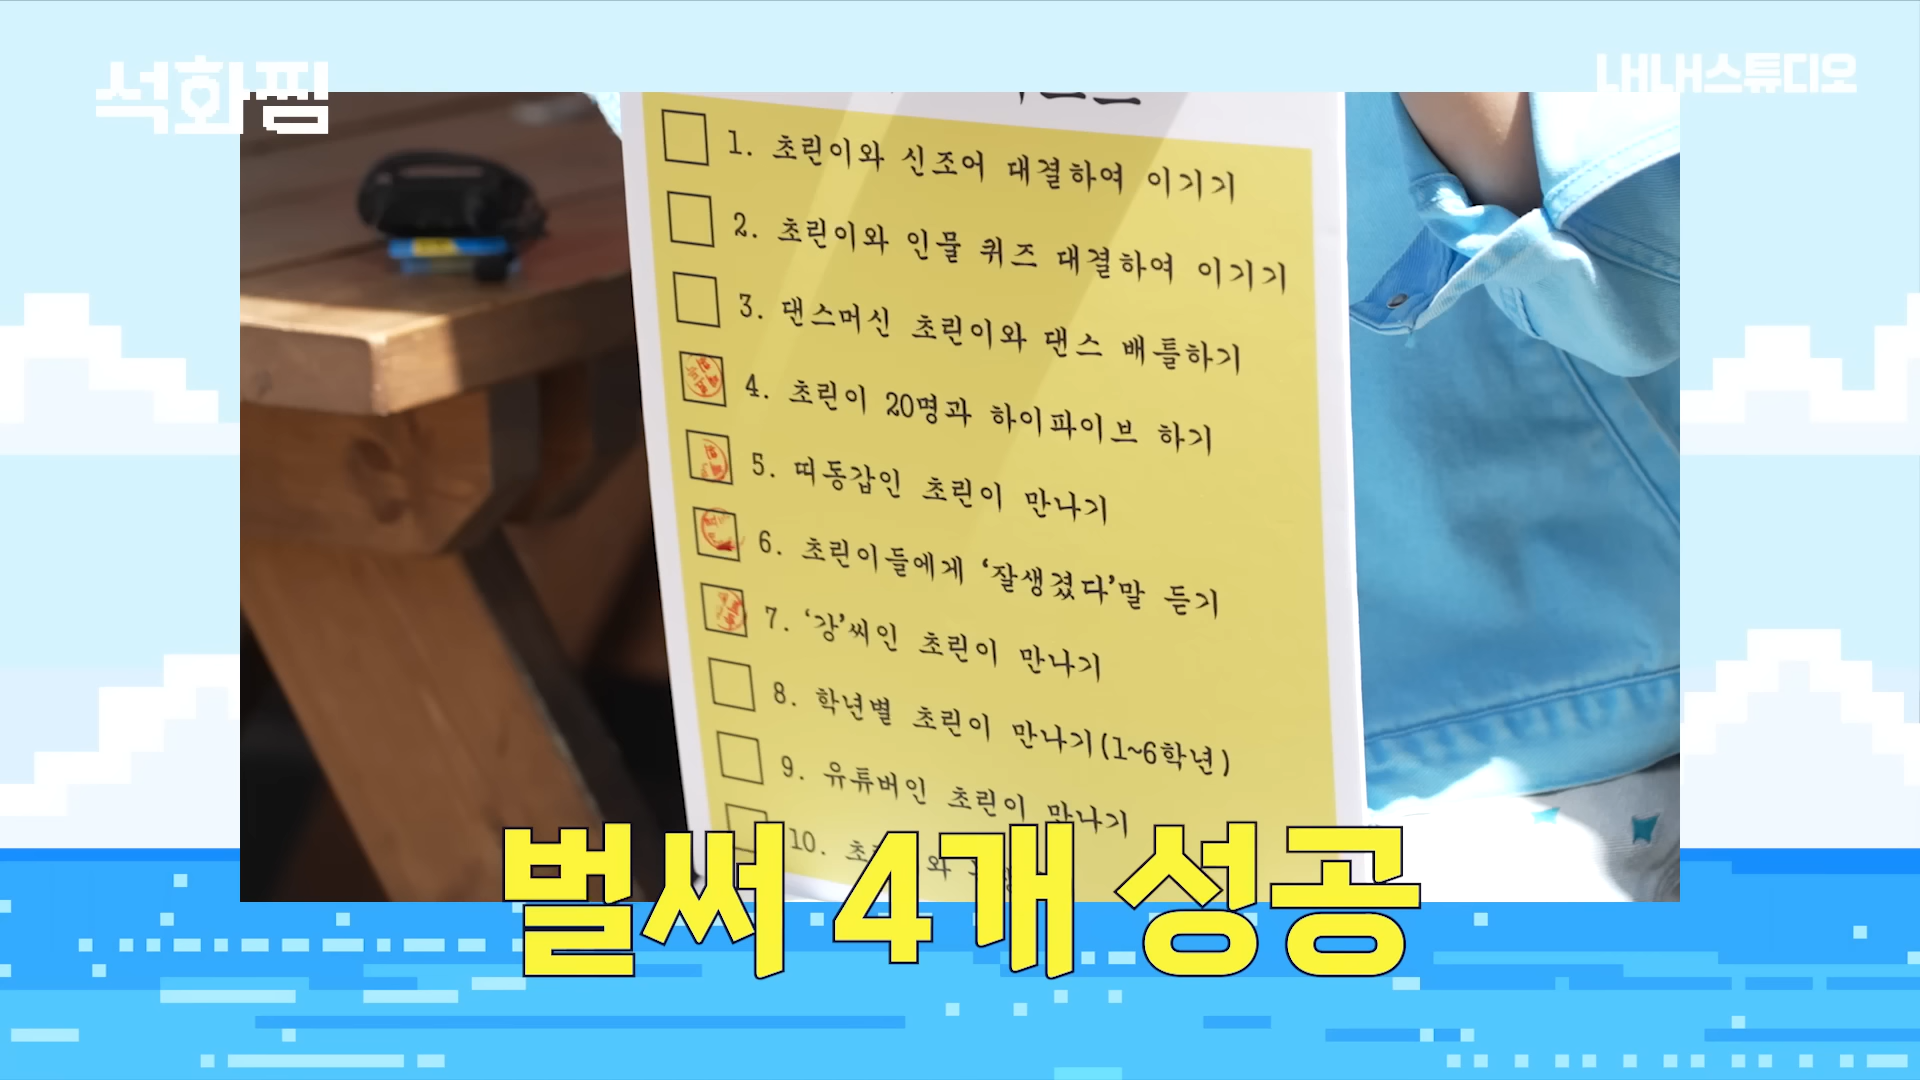 석화찜
내내스튜디오
1. 초린이와 신조어 대결하여 이기기
2. 초린이와 인물 퀴즈 대결하여 이기기
3. 댄스머신 초린이와 댄스 배틀하기
4. 초린이 20명과 하이파이브 하기
5. 띠동갑인 초린이 만나기
6. 초린이들에게 ‘잘생겼다’말 듣기
7. ‘강’씨인 초린이 만나기
8. 학년별 초린이 만나기(1~6학년)
9. 유튜버인 초린이 만나기
10. 초
벌써 4개 성공